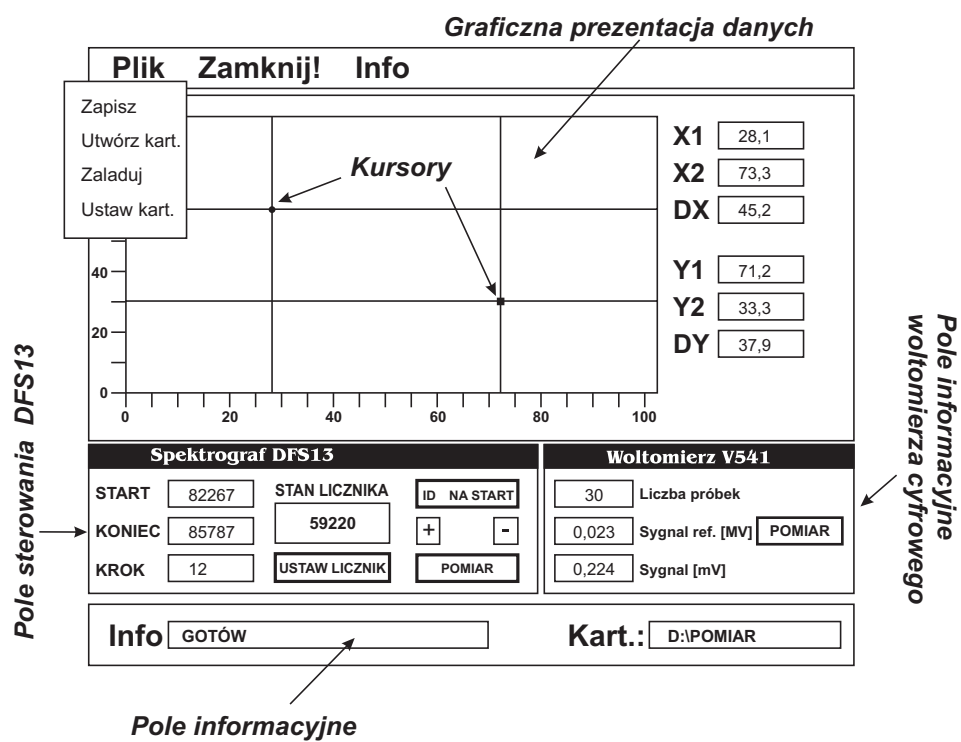 Graficzna prezentacja danych
Plik Zamknij! Info
Zapisz
Utwórz kart.
Zaladuj
Ustaw kart.
Kursory
X1 28,1
X2 73,3
DX 45,2
Y1 71,2
Y2 33,3
DY 37,9
40
20
0
0 20 40 60 80 100
Pole sterowania DFS13
Pole informacyjne
woltomierza cyfrowego
Spektrograf DFS13
START 82267
KONIEC 85787
KROK 12
STAN LICZNIKA
59220
USTAW LICZNIK
ID NA START
+ -
POMIAR
Woltomierz V541
30 Liczba próbek
0,023 Sygnal ref. [MV] POMIAR
0,224 Sygnal [mV]
Info GOTÓW
Kart.: D:\POMIAR
Pole informacyjne